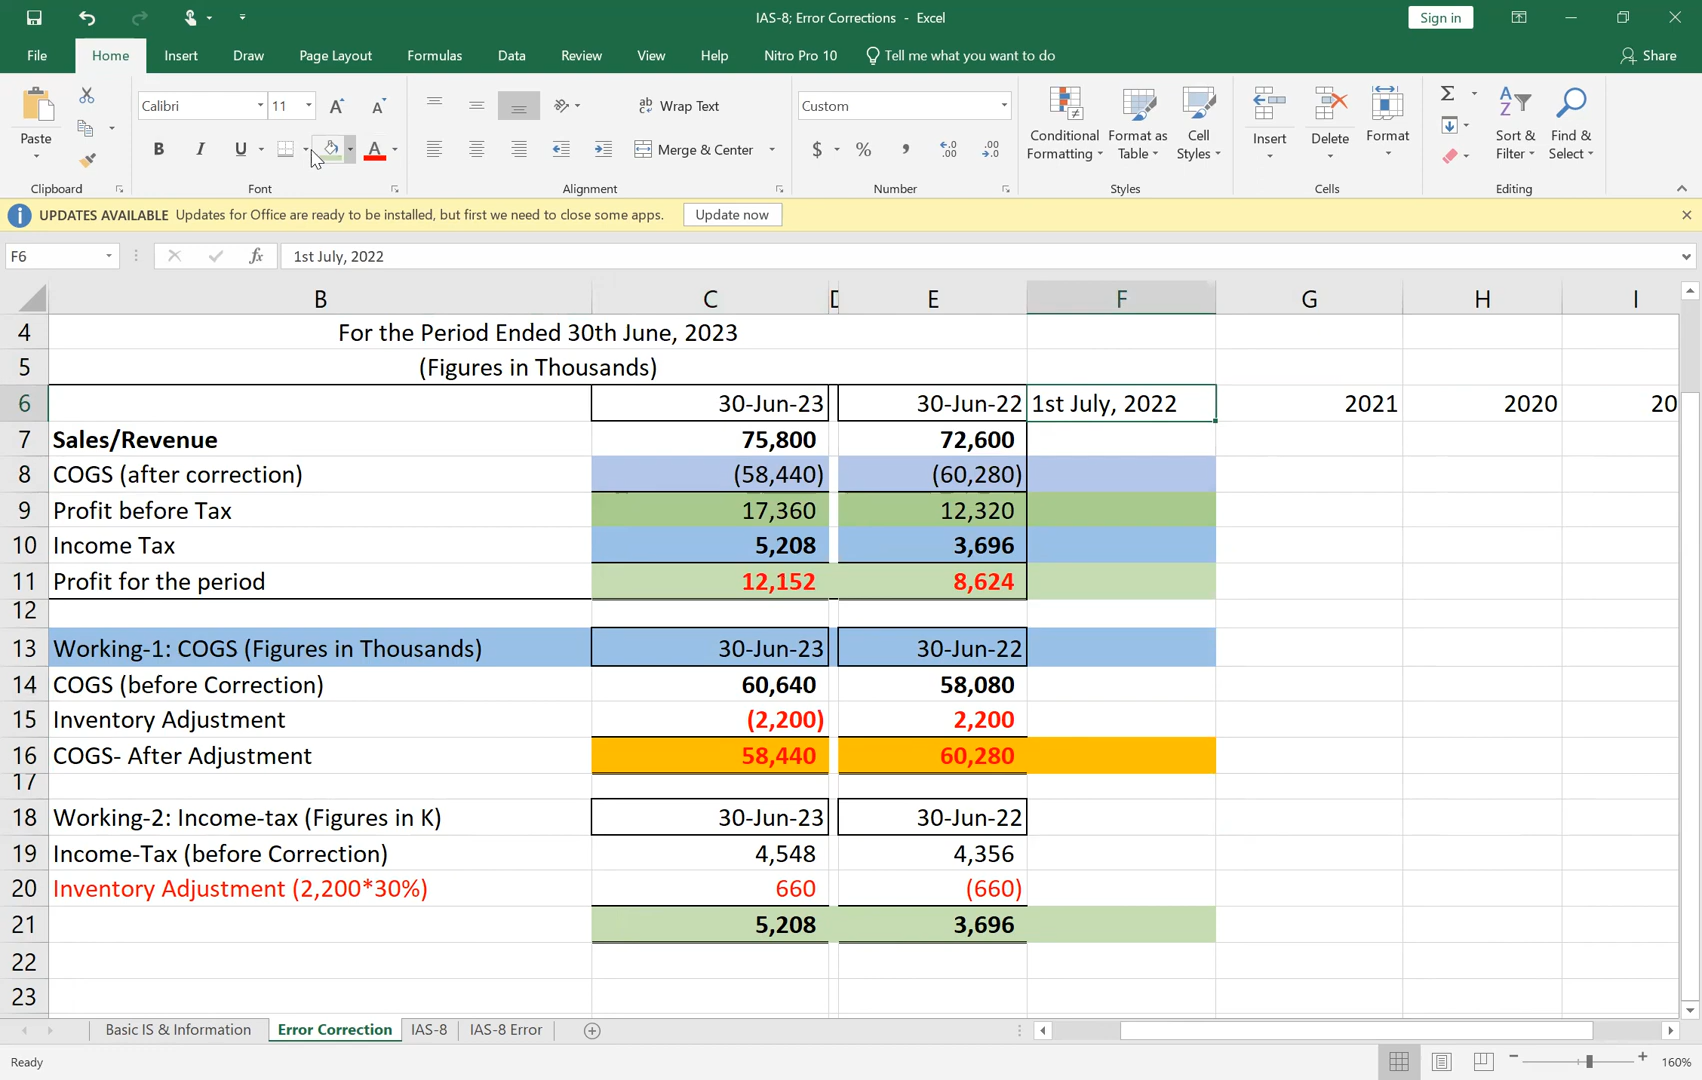 IAS-8; Error Corrections - Excel
Sign in
File Home Insert Draw Page Layout Formulas Data Review View Help Nitro Pro 10 Tell me what you want to do Share
Paste
Calibri 11
Wrap Text
Custom
Merge & Center
Conditional Formatting
Format as Table
Cell Styles
Insert
Delete
Format
Sort & Filter
Find & Select
Clipboard Font Alignment Number Styles Cells Editing
UPDATES AVAILABLE Updates for Office are ready to be installed, but first we need to close some apps. Update now
F6 fx 1st July, 2022
B C D E F G H I
4 For the Period Ended 30th June, 2023
5 (Figures in Thousands)
6 30-Jun-23 30-Jun-22 1st July, 2022 2021 2020 20
7 Sales/Revenue 75,800 72,600
8 COGS (after correction) (58,440) (60,280)
9 Profit before Tax 17,360 12,320
10 Income Tax 5,208 3,696
11 Profit for the period 12,152 8,624
12
13 Working-1: COGS (Figures in Thousands) 30-Jun-23 30-Jun-22
14 COGS (before Correction) 60,640 58,080
15 Inventory Adjustment (2,200) 2,200
16 COGS- After Adjustment 58,440 60,280
17
18 Working-2: Income-tax (Figures in K) 30-Jun-23 30-Jun-22
19 Income-Tax (before Correction) 4,548 4,356
20 Inventory Adjustment (2,200*30%) 660 (660)
21 5,208 3,696
22
23
Basic IS & Information Error Correction IAS-8 IAS-8 Error
Ready 160%